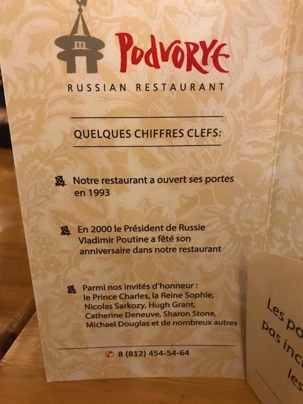 Podvorye
RUSSIAN RESTAURANT
QUELQUES CHIFFRES CLEFS:
Notre restaurant a ouvert ses portes
en 1993
En 2000 le Président de Russie
Vladimir Poutine a fêté son
anniversaire dans notre restaurant
Parmi nos invités d'honneur :
le Prince Charles, la Reine Sophie,
Nicolas Sarkozy, Hugh Grant,
Catherine Deneuve, Sharon Stone,
Michael Douglas et de nombreux autres
8 (812) 454-54-64
Les
pas
les